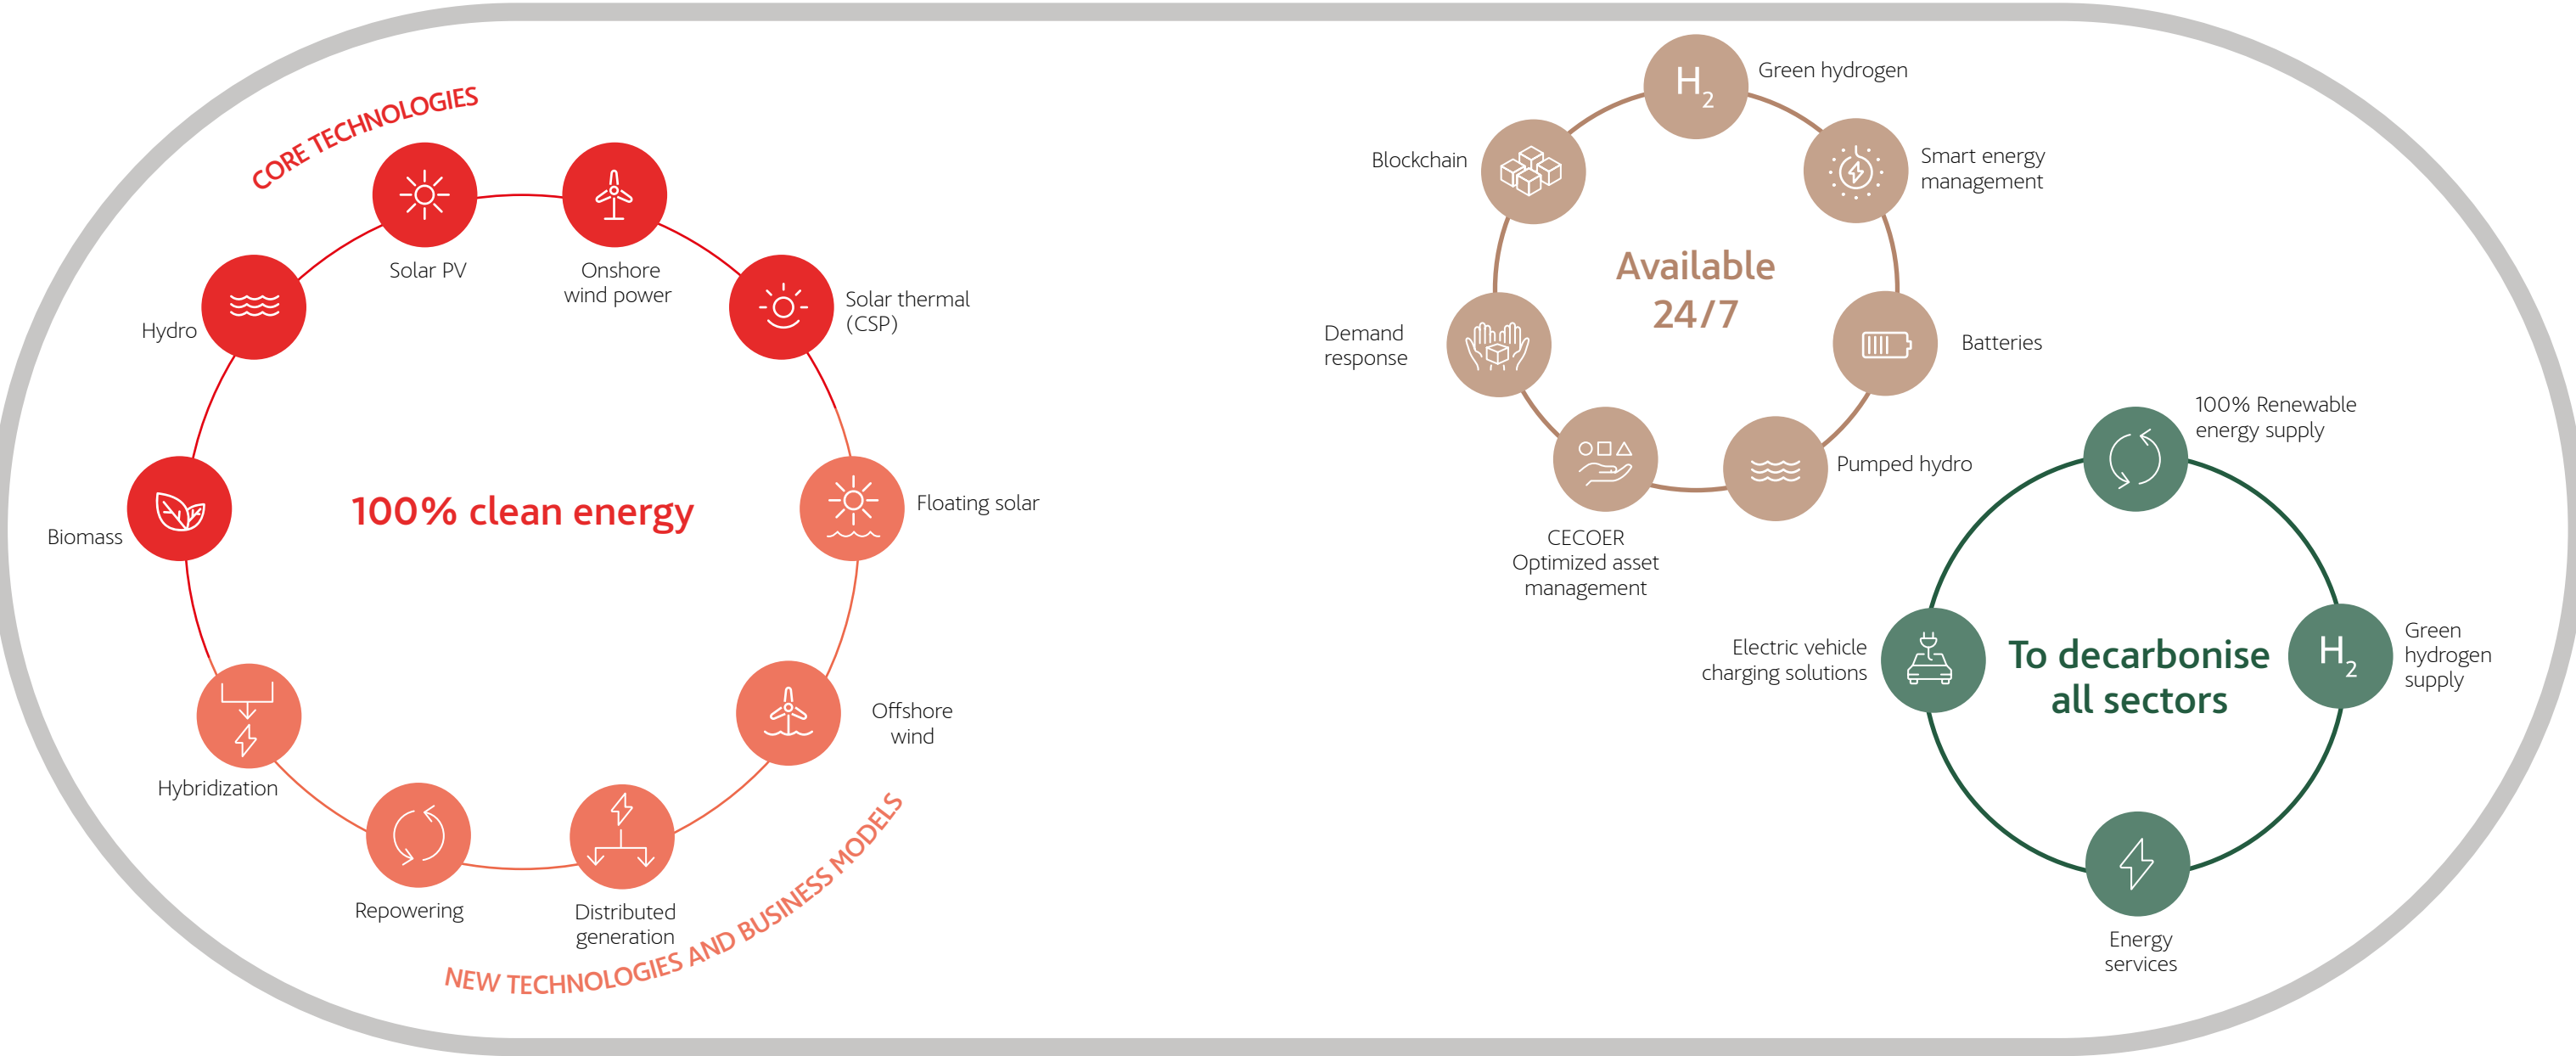 CORE TECHNOLOGIES
Solar PV
Onshore
wind power
Solar thermal
(CSP)
Hydro
Biomass
100% clean energy
Floating solar
Offshore
wind
Hybridization
Repowering
Distributed
generation
NEW TECHNOLOGIES AND BUSINESS MODELS
H2
Green hydrogen
Blockchain
Smart energy
management
Available
24/7
Demand
response
Batteries
Pumped hydro
CECOER
Optimized asset
management
100% Renewable
energy supply
Electric vehicle
charging solutions
To decarbonise
all sectors
H2
Green
hydrogen
supply
Energy
services